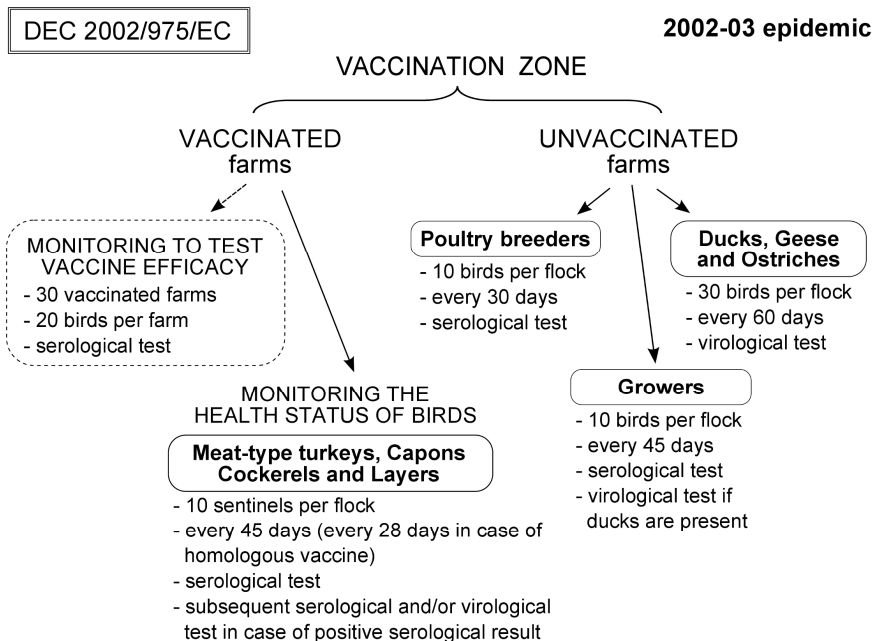 DEC 2002/975/EC
2002-03 epidemic
VACCINATION ZONE
VACCINATED
farms
UNVACCINATED
farms
MONITORING TO TEST
VACCINE EFFICACY
- 30 vaccinated farms
- 20 birds per farm
- serological test
MONITORING THE
HEALTH STATUS OF BIRDS
Meat-type turkeys, Capons
Cockerels and Layers
- 10 sentinels per flock
- every 45 days (every 28 days in case of
homologous vaccine)
- serological test
- subsequent serological and/or virological
test in case of positive serological result
Poultry breeders
- 10 birds per flock
- every 30 days
- serological test
Growers
- 10 birds per flock
- every 45 days
- serological test
- virological test if
ducks are present
Ducks, Geese
and Ostriches
- 30 birds per flock
- every 60 days
- virological test